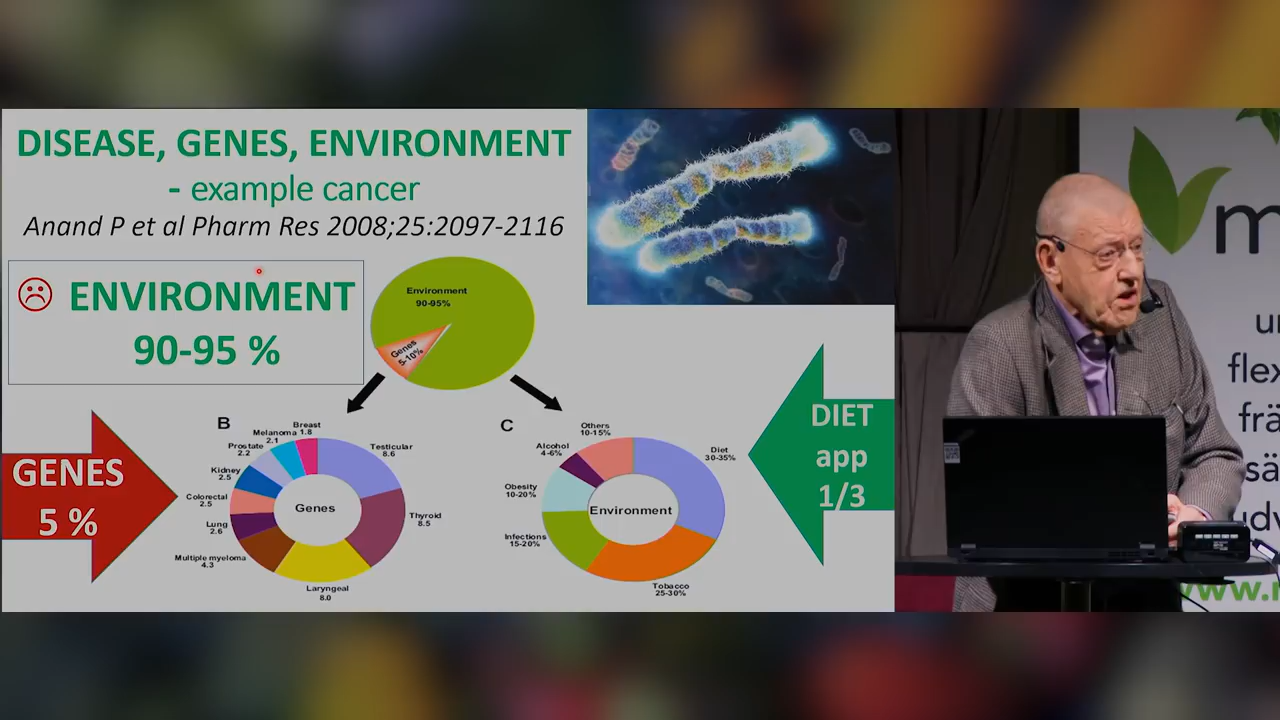 DISEASE, GENES, ENVIRONMENT
- example cancer
Anand P et al Pharm Res 2008;25:2097-2116
ENVIRONMENT
90-95 %
Environment
90-95%
Genes
5-10%
GENES
5 %
B
Breast
1.8
Melanoma
2.1
Prostate
2.2
Kidney
2.5
Colorectal
2.5
Lung
2.6
Multiple myeloma
4.3
Laryngeal
8.0
Thyroid
8.5
Testicular
8.6
Genes
C
Others
10-15%
Alcohol
4-6%
Obesity
10-20%
Infections
15-20%
Tobacco
25-30%
Diet
30-35%
Environment
DIET
app
1/3
m
un
flex
frä
sä
udv
www.